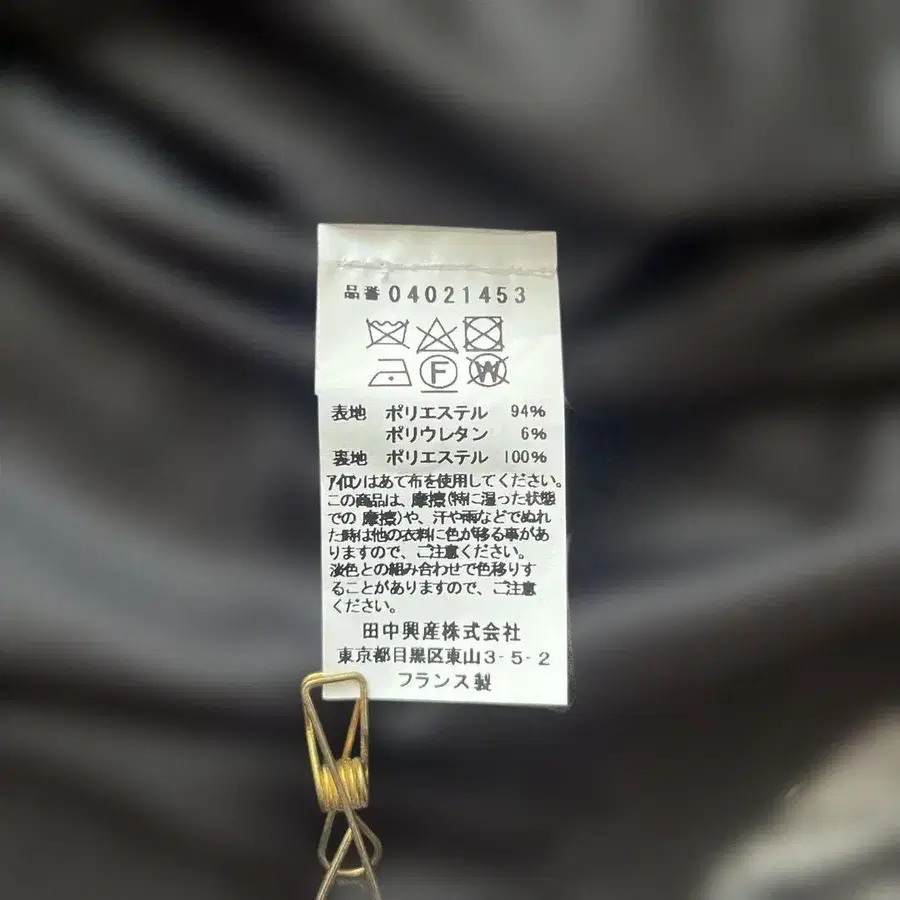 品番 04021453
F
W
表地 ポリエステル 94%
ポリウレタン 6%
裏地 ポリエステル 100%
アイロンはあて布を使用してください。
この商品は、摩擦(特に湿った状態
での 摩擦)や、汗や雨などでぬれ
た時は他の衣料に色が移る事があ
りますので、ご注意ください。
淡色との組み合わせで色移りす
ることがありますので、ご注意
ください。
田中興産株式会社
東京都目黒区東山3-5-2
フランス製